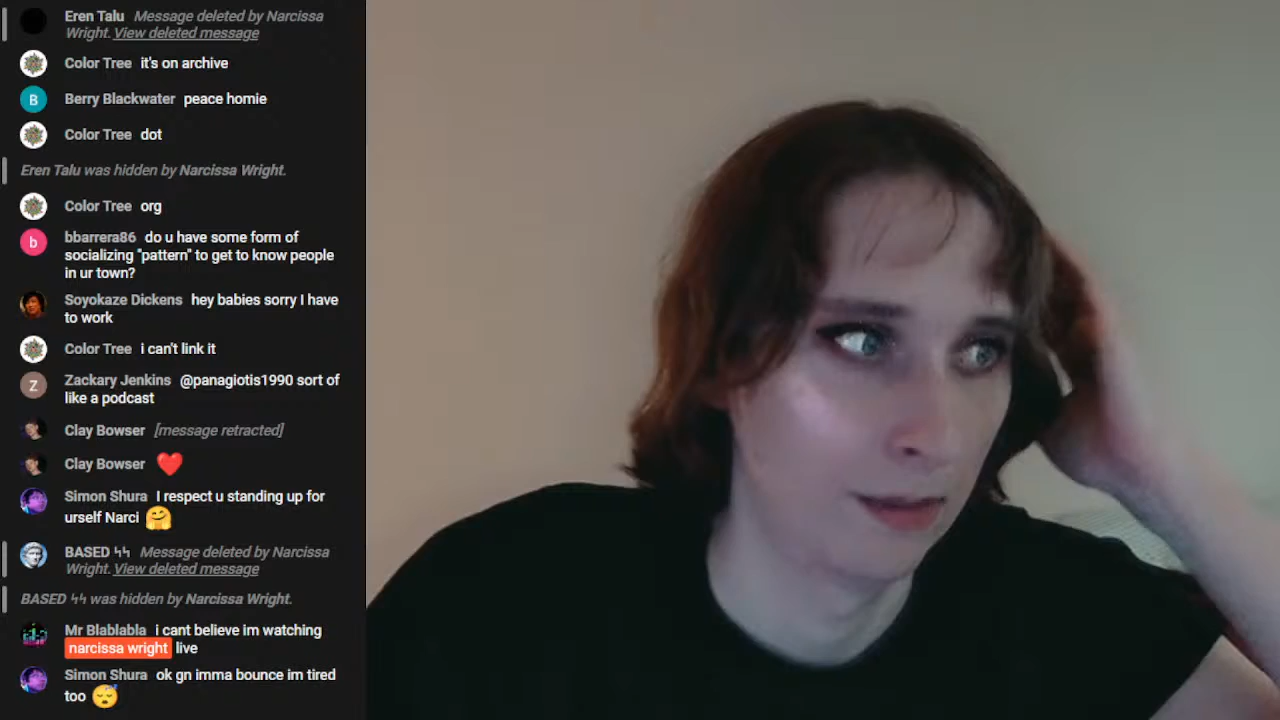 Eren Talu Message deleted by Narcissa
Wright. View deleted message
Color Tree it's on archive
B
Berry Blackwater peace homie
Color Tree dot
Eren Talu was hidden by Narcissa Wright.
Color Tree org
b
bbarrera86 do u have some form of
socializing "pattern" to get to know people
in ur town?
Soyokaze Dickens hey babies sorry I have
to work
Color Tree i can't link it
Z
Zackary Jenkins @panagiotis1990 sort of
like a podcast
Clay Bowser [message retracted]
Clay Bowser ❤️
Simon Shura I respect u standing up for
urself Narci 🤗
BASED ϟϟ Message deleted by Narcissa
Wright. View deleted message
BASED ϟϟ was hidden by Narcissa Wright.
Mr Blablabla i cant believe im watching
narcissa wright live
Simon Shura ok gn imma bounce im tired
too 😴